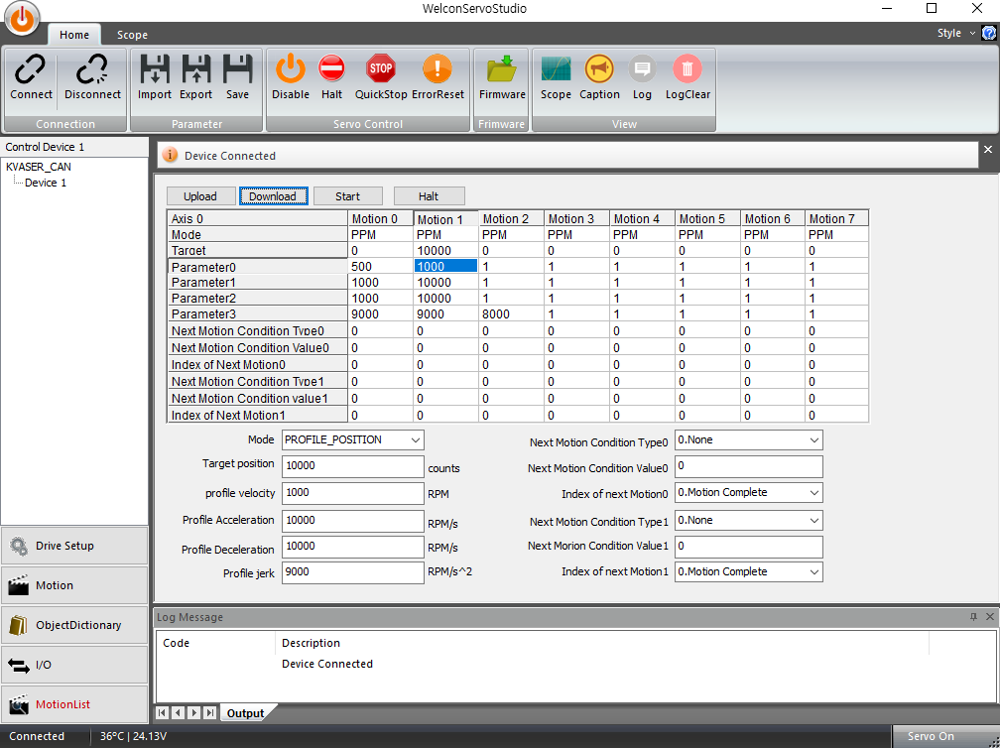 WelconServoStudio
Home Scope Style
Connect Disconnect Import Export Save Disable Halt QuickStop ErrorReset Firmware Scope Caption Log LogClear
STOP
Connection Parameter Servo Control Frimware View
Control Device 1
KVASER_CAN
Device 1
Device Connected
Upload Download Start Halt
Axis 0 Motion 0 Motion 1 Motion 2 Motion 3 Motion 4 Motion 5 Motion 6 Motion 7
Mode PPM PPM PPM PPM PPM PPM PPM PPM
Target 0 10000 0 0 0 0 0 0
Parameter0 500 1000 1 1 1 1 1 1
Parameter1 1000 10000 1 1 1 1 1 1
Parameter2 1000 10000 1 1 1 1 1 1
Parameter3 9000 9000 8000 1 1 1 1 1
Next Motion Condition Type0 0 0 0 0 0 0 0 0
Next Motion Condition Value0 0 0 0 0 0 0 0 0
Index of Next Motion0 0 0 0 0 0 0 0 0
Next Motion Condition Type1 0 0 0 0 0 0 0 0
Next Motion Condition value1 0 0 0 0 0 0 0 0
Index of Next Motion1 0 0 0 0 0 0 0 0
Mode PROFILE_POSITION Next Motion Condition Type0 0.None
Target position 10000 counts Next Motion Condition Value0 0
profile velocity 1000 RPM Index of next Motion0 0.Motion Complete
Profile Acceleration 10000 RPM/s Next Motion Condition Type1 0.None
Profile Deceleration 10000 RPM/s Next Morion Condition Value1 0
Profile jerk 9000 RPM/s^2 Index of next Motion1 0.Motion Complete
Drive Setup
Motion
ObjectDictionary
I/O
MotionList
Log Message
Code Description
Device Connected
Output
Connected 36°C | 24.13V Servo On